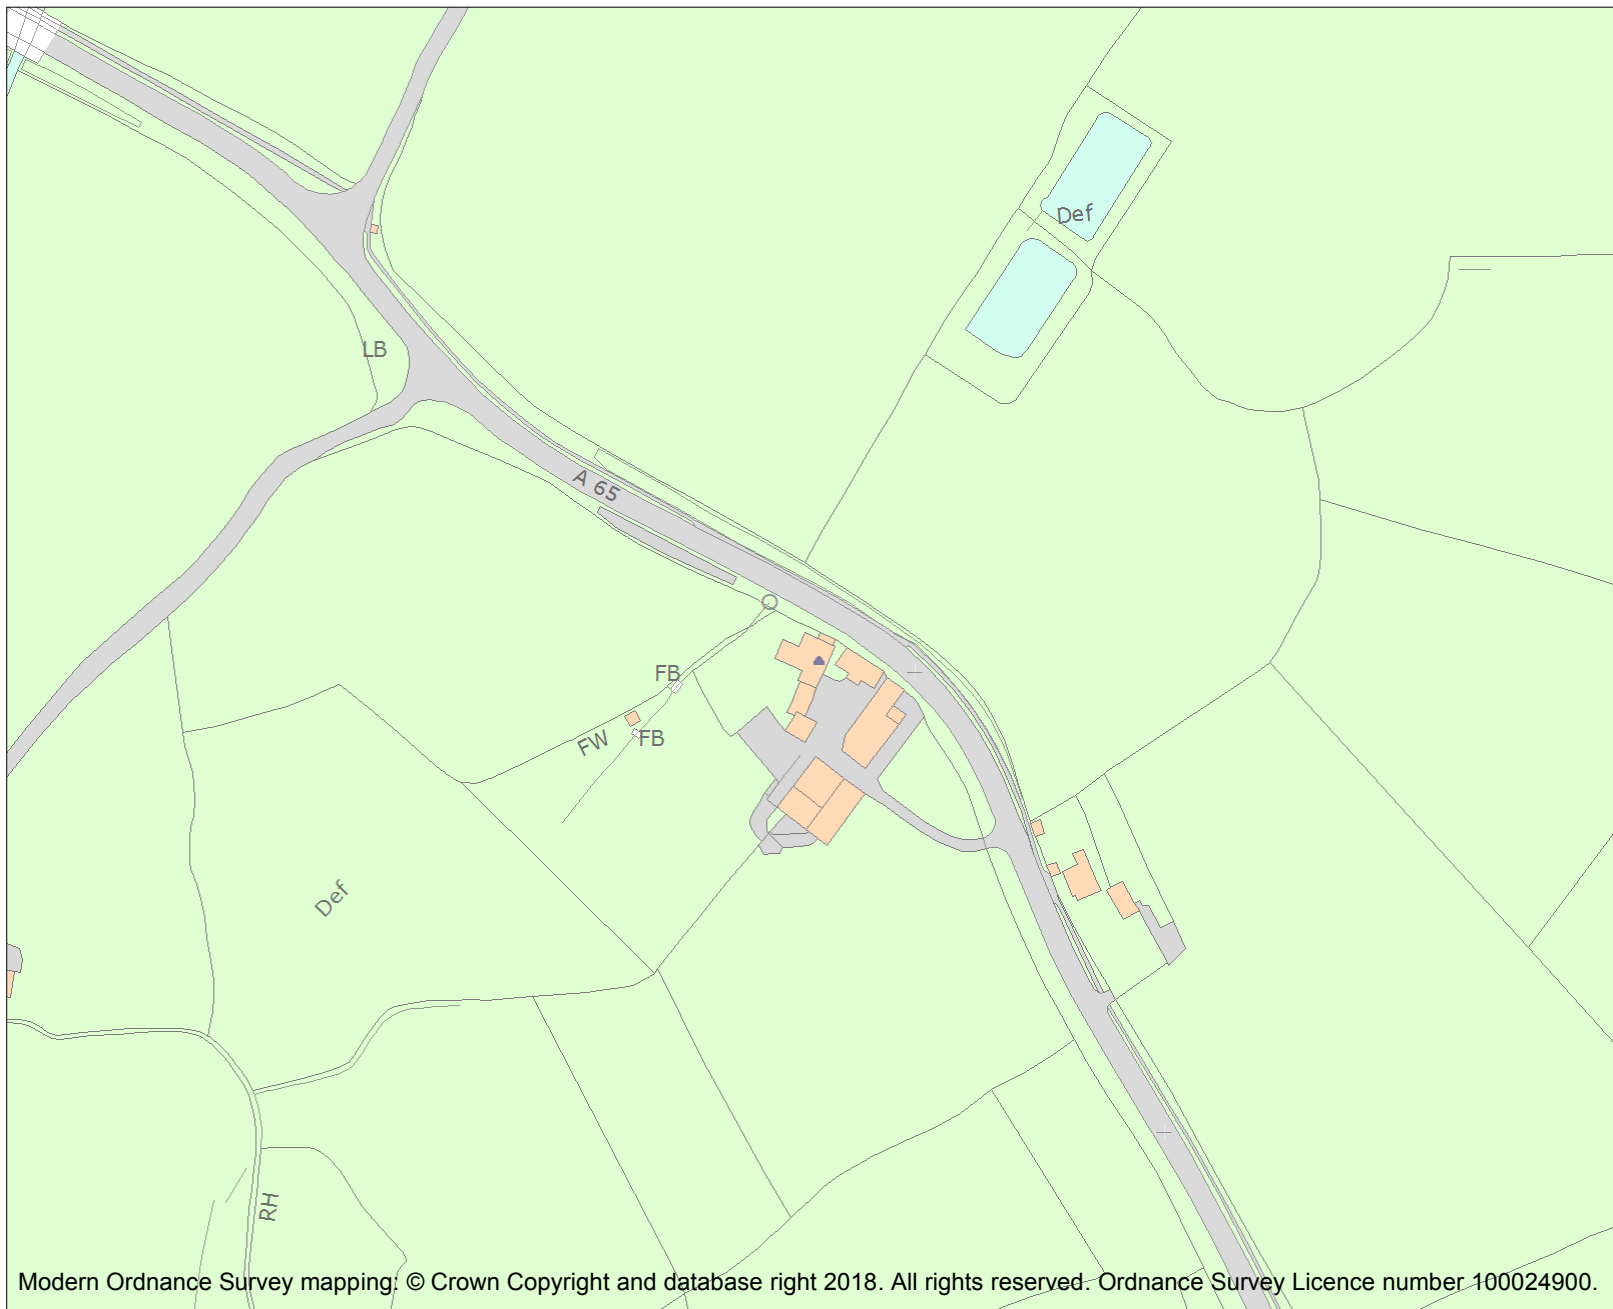 Def
LB
A 65
FB
FW
FB
Def
RH
Modern Ordnance Survey mapping: © Crown Copyright and database right 2018. All rights reserved. Ordnance Survey Licence number 100024900.